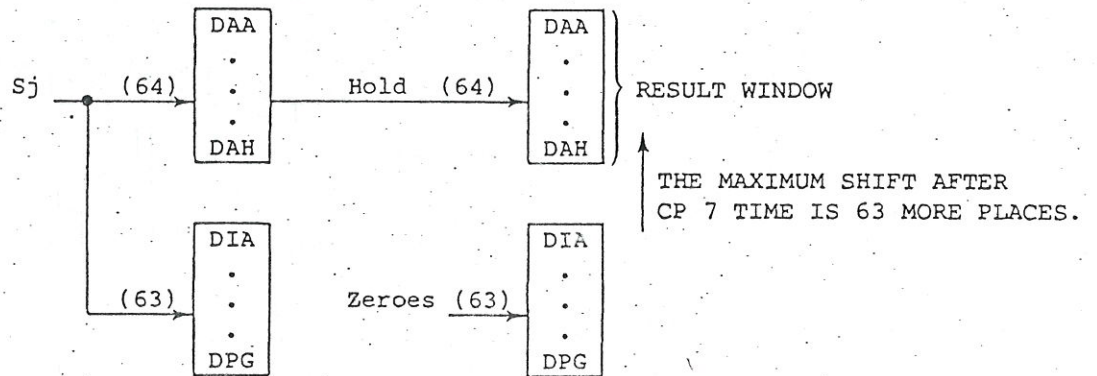 DAA
DAA
Sj (64) Hold (64) RESULT WINDOW
DAH
DAH
THE MAXIMUM SHIFT AFTER
CP 7 TIME IS 63 MORE PLACES.
DIA
DIA
(63) Zeroes (63)
DPG
DPG